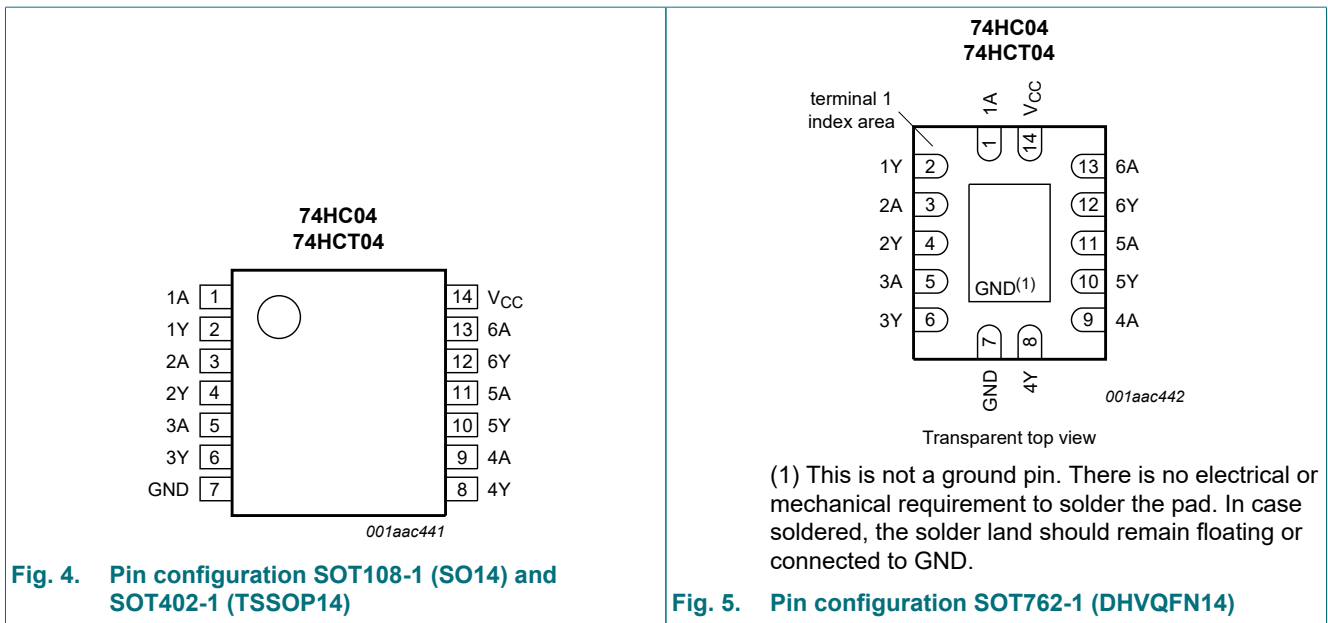 74HC04
74HCT04
1A 1
14 VCC
1Y 2
13 6A
2A 3
12 6Y
2Y 4
11 5A
3A 5
10 5Y
3Y 6
9 4A
GND 7
8 4Y
001aac441
Fig. 4. Pin configuration SOT108-1 (SO14) and
SOT402-1 (TSSOP14)
74HC04
74HCT04
terminal 1
index area
1A
VCC
1
14
1Y 2
13 6A
2A 3
12 6Y
2Y 4
11 5A
3A 5
GND(1)
10 5Y
3Y 6
9 4A
7
8
GND
4Y
001aac442
Transparent top view
(1) This is not a ground pin. There is no electrical or
mechanical requirement to solder the pad. In case
soldered, the solder land should remain floating or
connected to GND.
Fig. 5. Pin configuration SOT762-1 (DHVQFN14)